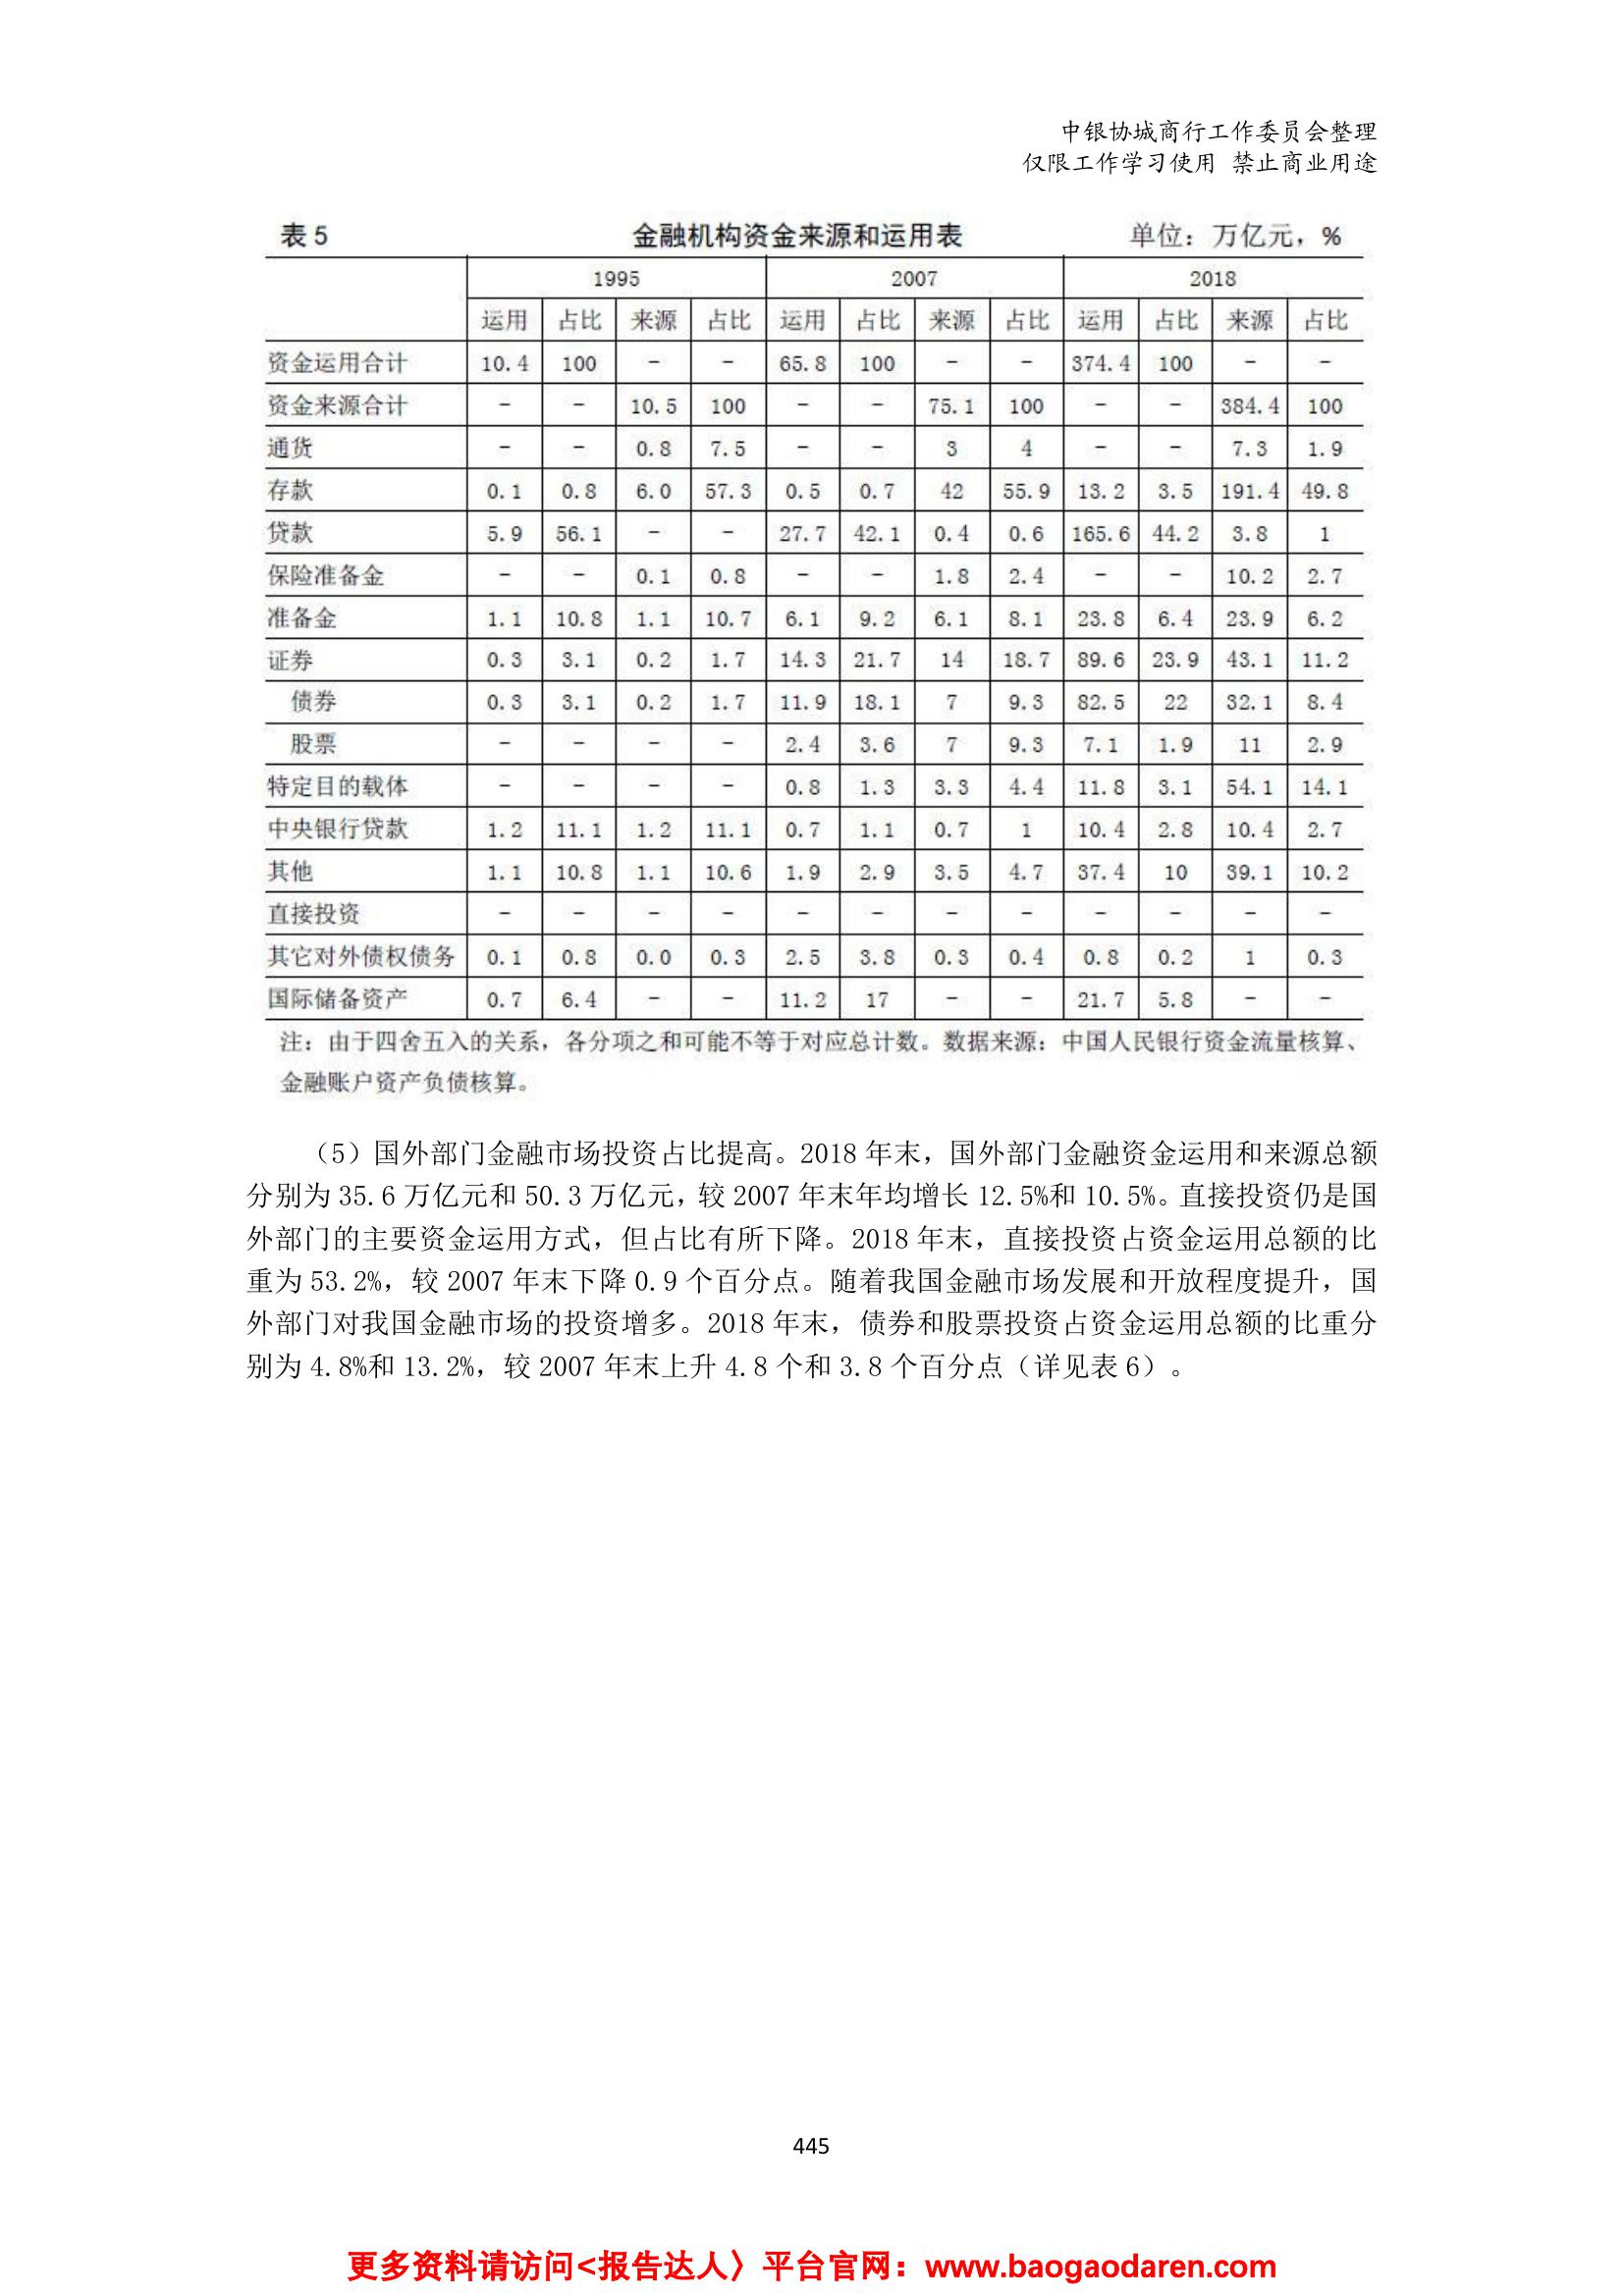 中银协城商行工作委员会整理
仅限工作学习使用 禁止商业用途
表 5 金融机构资金来源和运用表 单位：万亿元，%
1995 2007 2018
运用 占比 来源 占比 运用 占比 来源 占比 运用 占比 来源 占比
资金运用合计 10.4 100 － － 65.8 100 － － 374.4 100 － －
资金来源合计 － － 10.5 100 － － 75.1 100 － － 384.4 100
通货 － － 0.8 7.5 － － 3 4 － － 7.3 1.9
存款 0.1 0.8 6.0 57.3 0.5 0.7 42 55.9 13.2 3.5 191.4 49.8
贷款 5.9 56.1 － － 27.7 42.1 0.4 0.6 165.6 44.2 3.8 1
保险准备金 － － 0.1 0.8 － － 1.8 2.4 － － 10.2 2.7
准备金 1.1 10.8 1.1 10.7 6.1 9.2 6.1 8.1 23.8 6.4 23.9 6.2
证券 0.3 3.1 0.2 1.7 14.3 21.7 14 18.7 89.6 23.9 43.1 11.2
债券 0.3 3.1 0.2 1.7 11.9 18.1 7 9.3 82.5 22 32.1 8.4
股票 － － － － 2.4 3.6 7 9.3 7.1 1.9 11 2.9
特定目的载体 － － － － 0.8 1.3 3.3 4.4 11.8 3.1 54.1 14.1
中央银行贷款 1.2 11.1 1.2 11.1 0.7 1.1 0.7 1 10.4 2.8 10.4 2.7
其他 1.1 10.8 1.1 10.6 1.9 2.9 3.5 4.7 37.4 10 39.1 10.2
直接投资 － － － － － － － － － － － －
其它对外债权债务 0.1 0.8 0.0 0.3 2.5 3.8 0.3 0.4 0.8 0.2 1 0.3
国际储备资产 0.7 6.4 － － 11.2 17 － － 21.7 5.8 － －
注：由于四舍五入的关系，各分项之和可能不等于对应总计数。数据来源：中国人民银行资金流量核算、
金融账户资产负债核算。
（5）国外部门金融市场投资占比提高。2018 年末，国外部门金融资金运用和来源总额
分别为 35.6 万亿元和 50.3 万亿元，较 2007 年末年均增长 12.5%和 10.5%。直接投资仍是国
外部门的主要资金运用方式，但占比有所下降。2018 年末，直接投资占资金运用总额的比
重为 53.2%，较 2007 年末下降 0.9 个百分点。随着我国金融市场发展和开放程度提升，国
外部门对我国金融市场的投资增多。2018 年末，债券和股票投资占资金运用总额的比重分
别为 4.8%和 13.2%，较 2007 年末上升 4.8 个和 3.8 个百分点（详见表 6）。
445
更多资料请访问<报告达人〉平台官网：www.baogaodaren.com